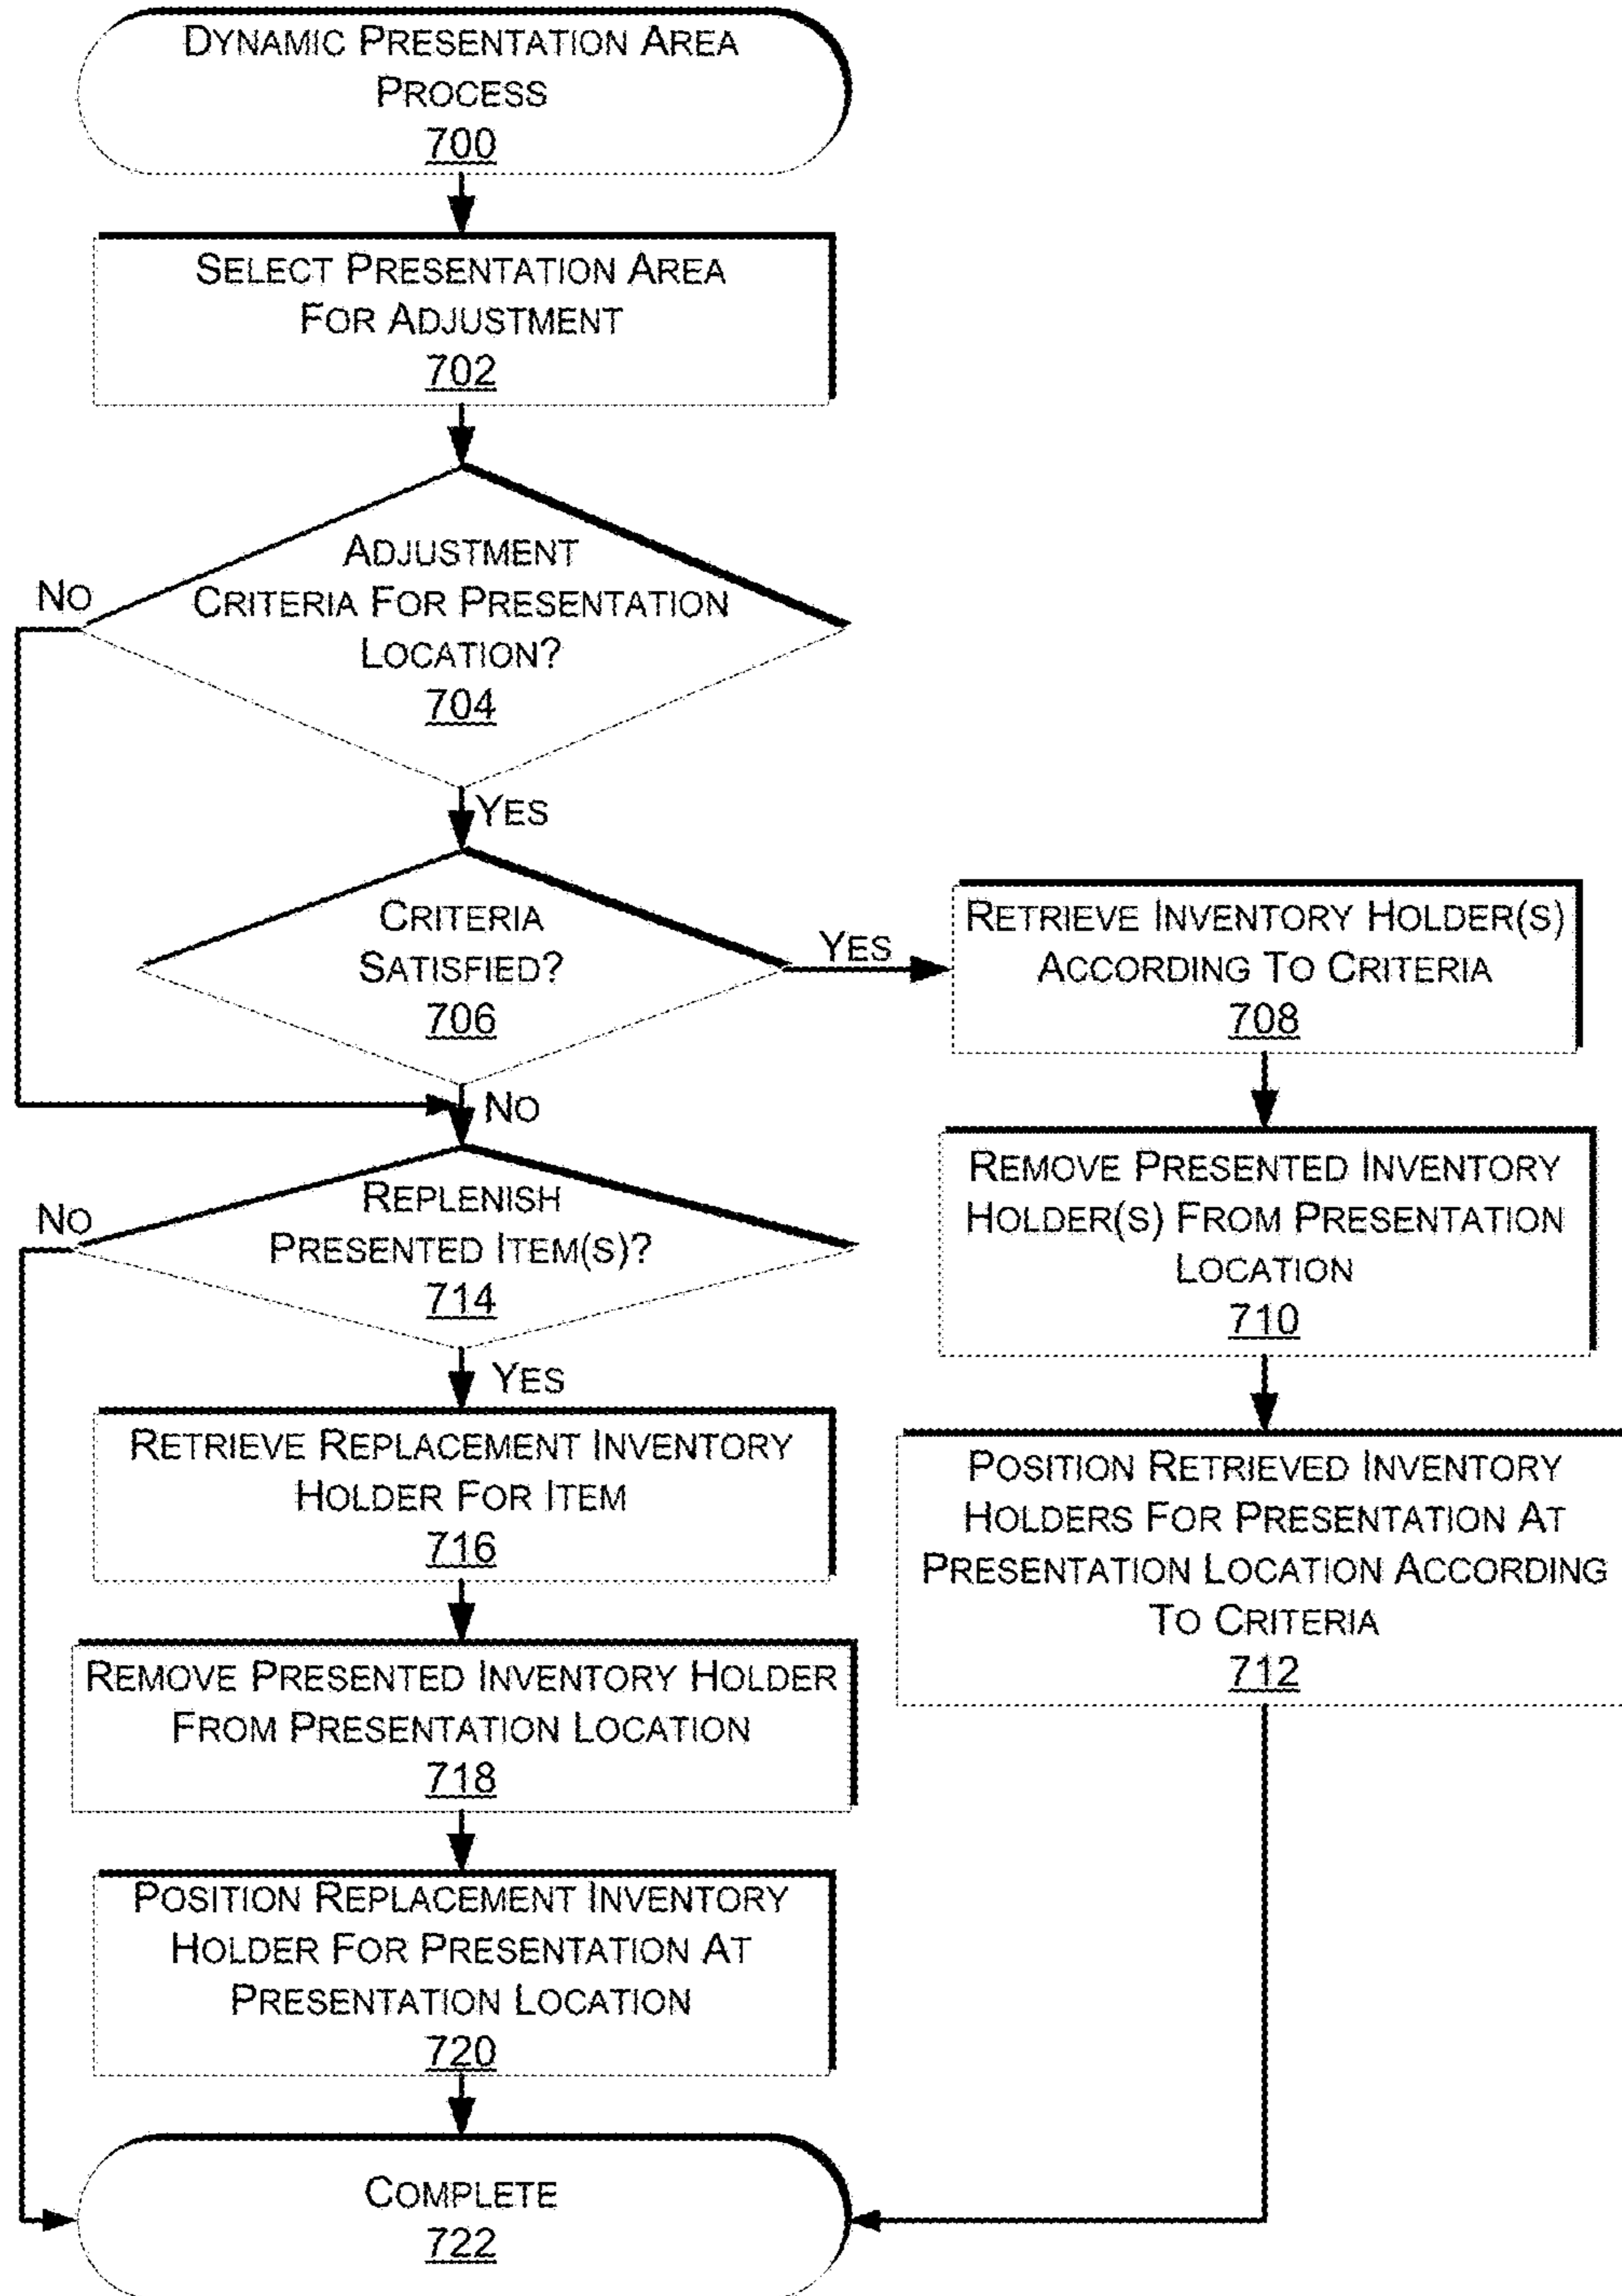 DYNAMIC PRESENTATION AREA
PROCESS
700
SELECT PRESENTATION AREA
FOR ADJUSTMENT
702
ADJUSTMENT
CRITERIA FOR PRESENTATION
LOCATION?
704
NO
YES
CRITERIA
SATISFIED?
706
YES
NO
RETRIEVE INVENTORY HOLDER(S)
ACCORDING TO CRITERIA
708
REMOVE PRESENTED INVENTORY
HOLDER(S) FROM PRESENTATION
LOCATION
710
POSITION RETRIEVED INVENTORY
HOLDERS FOR PRESENTATION AT
PRESENTATION LOCATION ACCORDING
TO CRITERIA
712
REPLENISH
PRESENTED ITEM(S)?
714
NO
YES
RETRIEVE REPLACEMENT INVENTORY
HOLDER FOR ITEM
716
REMOVE PRESENTED INVENTORY HOLDER
FROM PRESENTATION LOCATION
718
POSITION REPLACEMENT INVENTORY
HOLDER FOR PRESENTATION AT
PRESENTATION LOCATION
720
COMPLETE
722